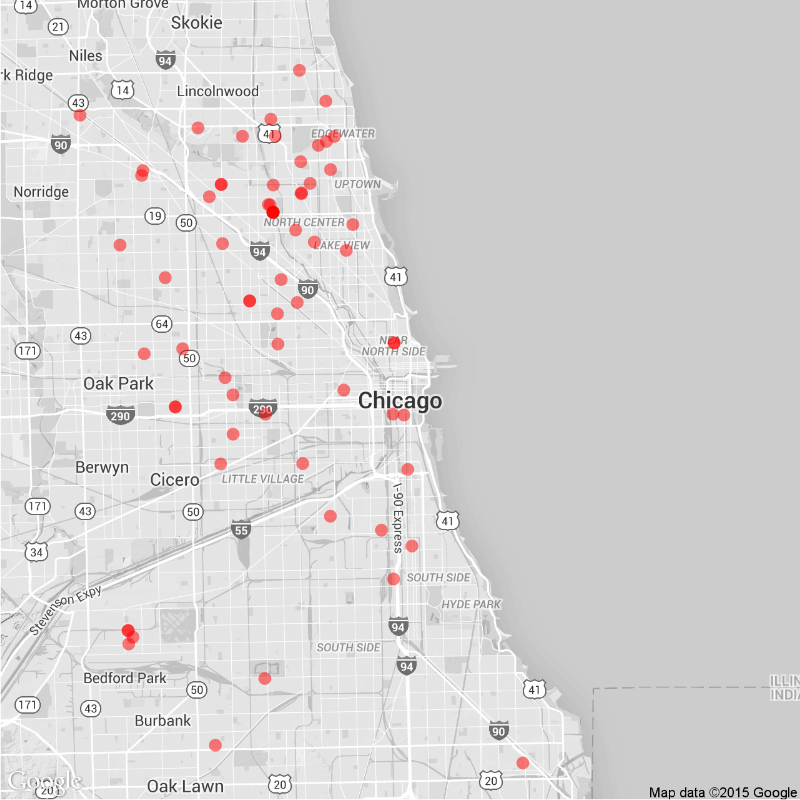 14
Morton Grove
21
Skokie
Niles
94
rk Ridge
14
Lincolnwood
43
41
EDGEWATER
90
Norridge
UPTOWN
19
50
NORTH CENTER
94
LAKE VIEW
41
90
64
43
NEAR
NORTH SIDE
171
50
Oak Park
290
290
Chicago
Berwyn
Cicero
LITTLE VILLAGE
171
43
50
I-90 Express
41
55
34
SOUTH SIDE
Stevenson Expy
HYDE PARK
94
SOUTH SIDE
94
Bedford Park
ILLIN
INDIA
50
41
171
43
Burbank
90
Google
20
Oak Lawn
20
20
Map data ©2015 Google